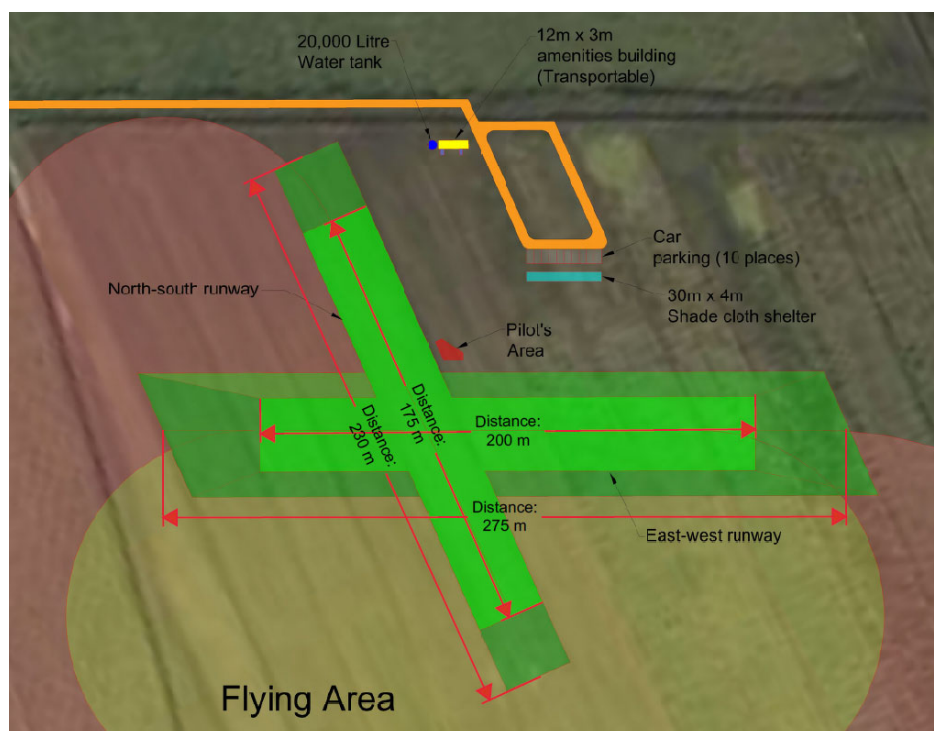 20,000 Litre
Water tank
12m x 3m
amenities building
(Transportable)
Car
parking (10 places)
30m x 4m
Shade cloth shelter
North-south runway
Pilot's
Area
Distance:
175 m
Distance:
230 m
Distance:
200 m
Distance:
275 m
East-west runway
Flying Area